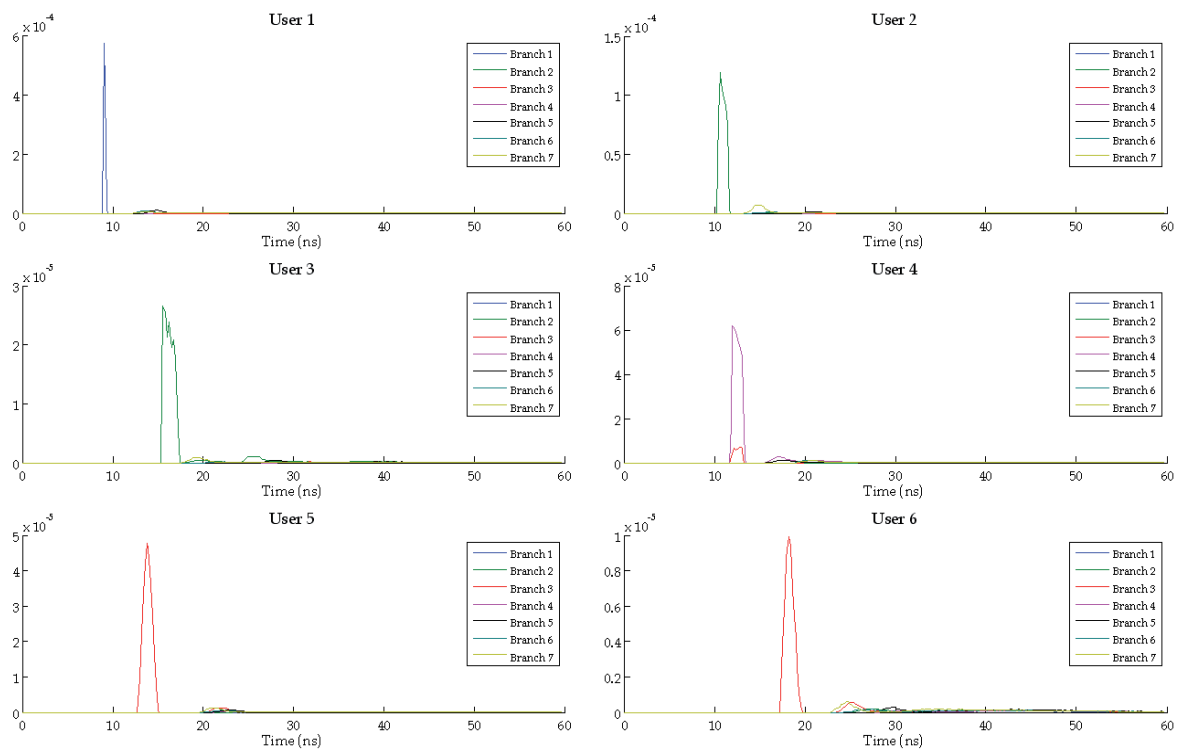 User 1
x 10^-4
6
4
2
0
0 10 20 30 40 50 60
Time (ns)
Branch 1
Branch 2
Branch 3
Branch 4
Branch 5
Branch 6
Branch 7
User 2
x 10^-4
1.5
1
0.5
0
0 10 20 30 40 50 60
Time (ns)
Branch 1
Branch 2
Branch 3
Branch 4
Branch 5
Branch 6
Branch 7
User 3
x 10^-5
3
2
1
0
0 10 20 30 40 50 60
Time (ns)
Branch 1
Branch 2
Branch 3
Branch 4
Branch 5
Branch 6
Branch 7
User 4
x 10^-5
8
6
4
2
0
0 10 20 30 40 50 60
Time (ns)
Branch 1
Branch 2
Branch 3
Branch 4
Branch 5
Branch 6
Branch 7
User 5
x 10^-5
5
4
3
2
1
0
0 10 20 30 40 50 60
Time (ns)
Branch 1
Branch 2
Branch 3
Branch 4
Branch 5
Branch 6
Branch 7
User 6
x 10^-5
1
0.8
0.6
0.4
0.2
0
0 10 20 30 40 50 60
Time (ns)
Branch 1
Branch 2
Branch 3
Branch 4
Branch 5
Branch 6
Branch 7